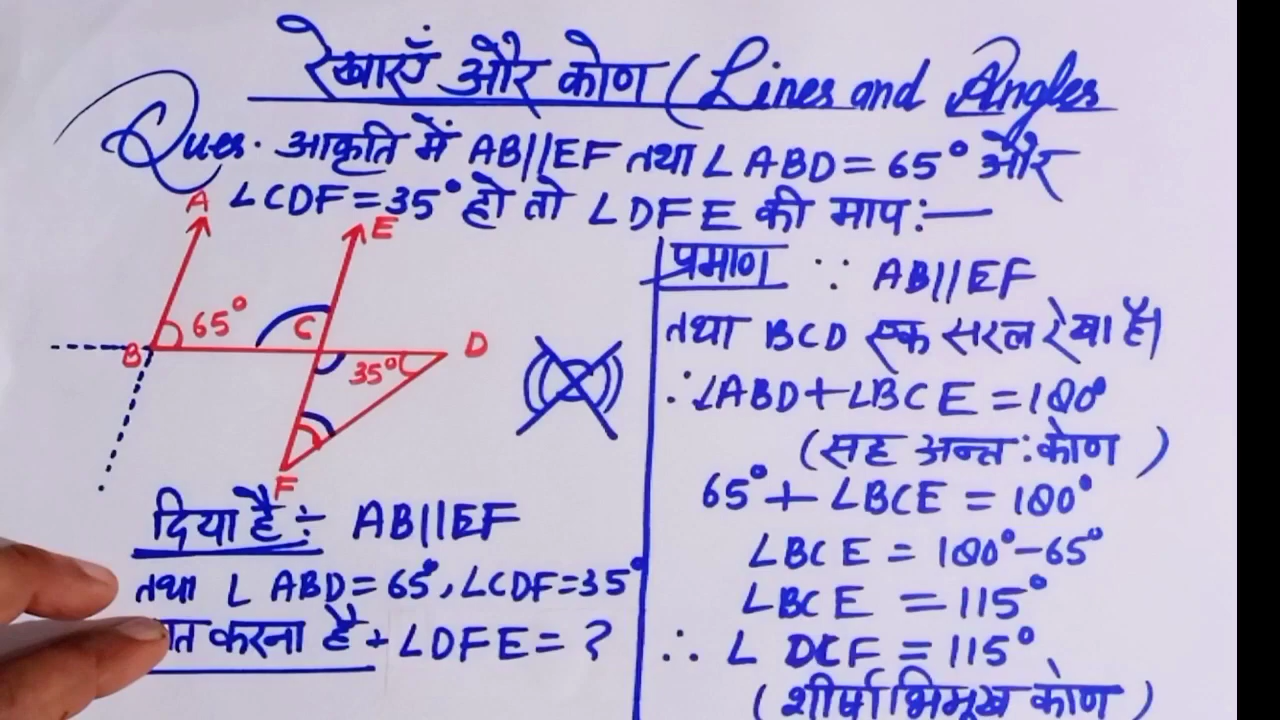 रेखाएँ और कोण (Lines and Angles
Ques. आकृति में AB||EF तथा ∠ABD = 65° और
∠CDF = 35° हो तो ∠DFE की माप:—
A
E
65°
C
B
D
35°
F
दिया है:- AB||EF
तथा ∠ABD = 65°, ∠CDF = 35°
करना है - ∠DFE = ?
प्रमाण ∵ AB||EF
तथा BCD एक सरल रेखा है।
∴ ∠ABD + ∠BCE = 180°
(सह अन्त:कोण)
65° + ∠BCE = 180°
∠BCE = 180° - 65°
∠BCE = 115°
∴ ∠DCF = 115°
(शीर्षाभिमुख कोण)